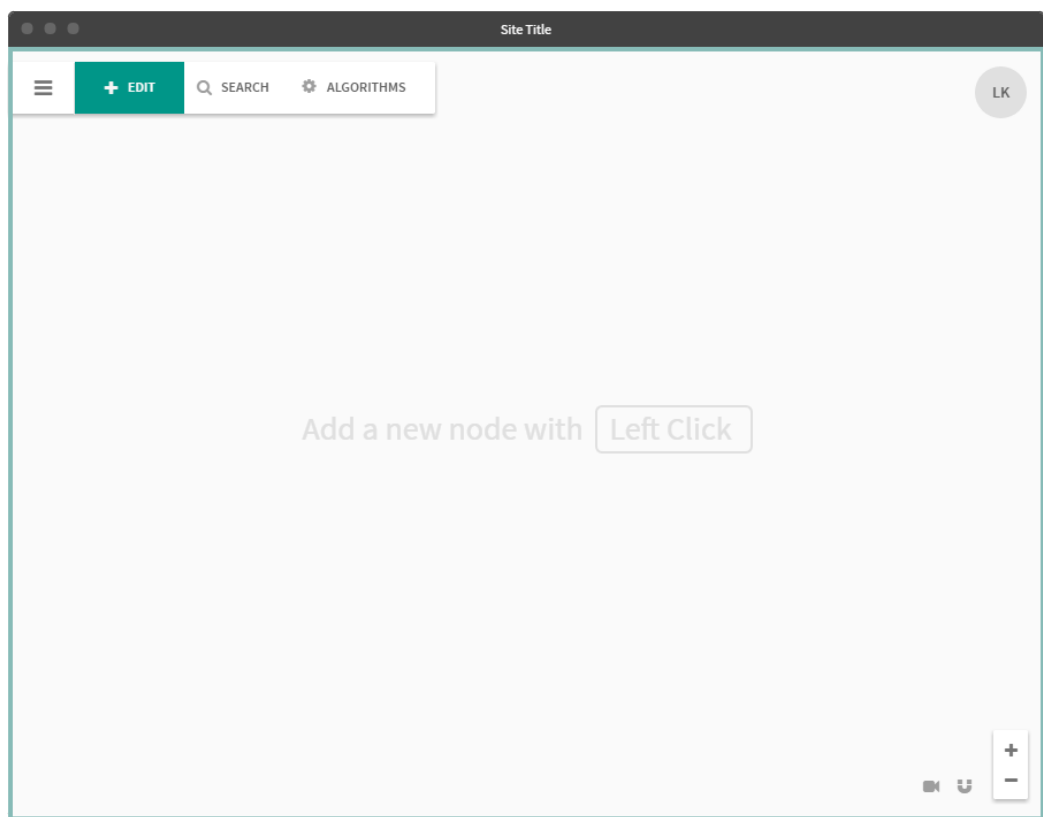 Site Title
EDIT
SEARCH
ALGORITHMS
LK
Add a new node with Left Click